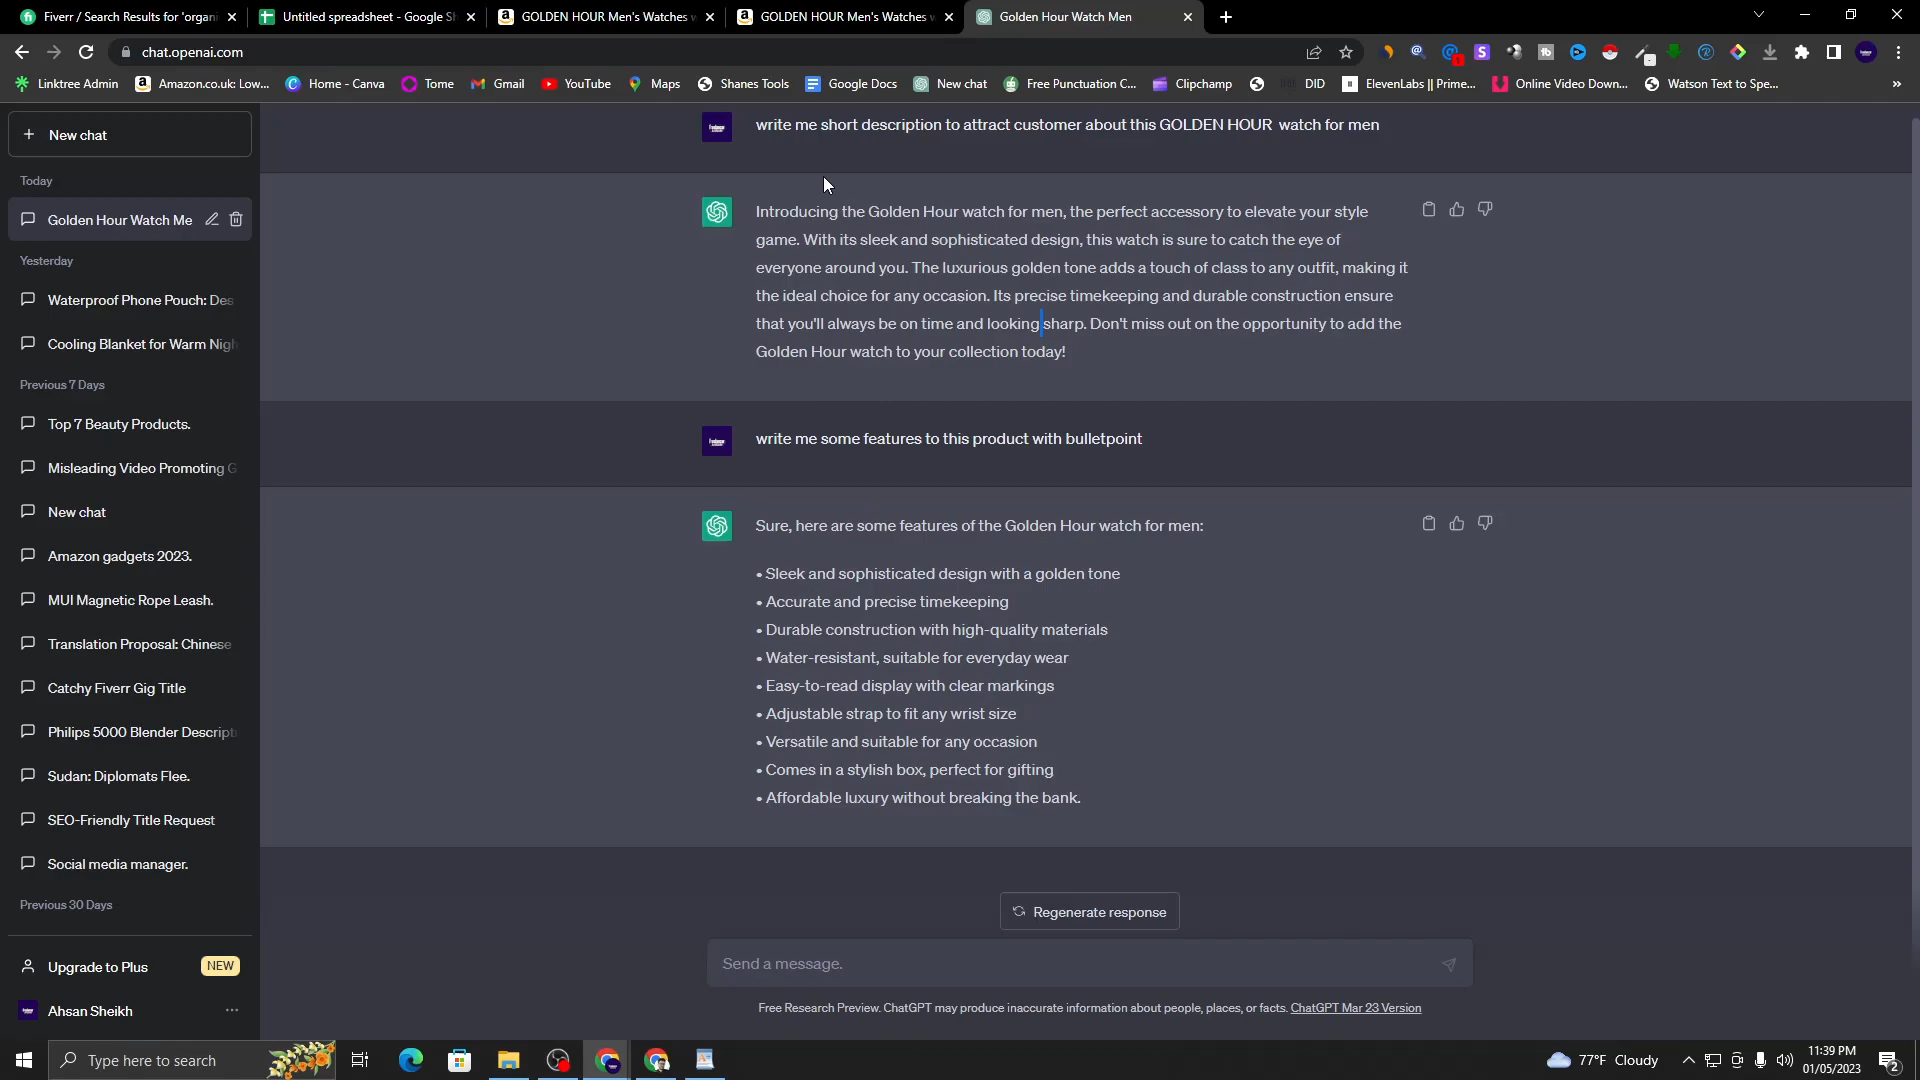 Fiverr / Search Results for 'organi
Untitled spreadsheet - Google Sh
GOLDEN HOUR Men's Watches w
GOLDEN HOUR Men's Watches w
Golden Hour Watch Men
chat.openai.com
Linktree Admin
Amazon.co.uk: Low...
Home - Canva
Tome
Gmail
YouTube
Maps
Shanes Tools
Google Docs
New chat
Free Punctuation C...
Clipchamp
DID
ElevenLabs || Prime...
Online Video Down...
Watson Text to Spe...
New chat
Today
Golden Hour Watch Me
Yesterday
Waterproof Phone Pouch: Des
Cooling Blanket for Warm Nigh
Previous 7 Days
Top 7 Beauty Products.
Misleading Video Promoting G
New chat
Amazon gadgets 2023.
MUI Magnetic Rope Leash.
Translation Proposal: Chinese
Catchy Fiverr Gig Title
Philips 5000 Blender Descript
Sudan: Diplomats Flee.
SEO-Friendly Title Request
Social media manager.
Previous 30 Days
Upgrade to Plus
NEW
Ahsan Sheikh
write me short description to attract customer about this GOLDEN HOUR watch for men
Introducing the Golden Hour watch for men, the perfect accessory to elevate your style
game. With its sleek and sophisticated design, this watch is sure to catch the eye of
everyone around you. The luxurious golden tone adds a touch of class to any outfit, making it
the ideal choice for any occasion. Its precise timekeeping and durable construction ensure
that you'll always be on time and looking sharp. Don't miss out on the opportunity to add the
Golden Hour watch to your collection today!
write me some features to this product with bulletpoint
Sure, here are some features of the Golden Hour watch for men:
• Sleek and sophisticated design with a golden tone
• Accurate and precise timekeeping
• Durable construction with high-quality materials
• Water-resistant, suitable for everyday wear
• Easy-to-read display with clear markings
• Adjustable strap to fit any wrist size
• Versatile and suitable for any occasion
• Comes in a stylish box, perfect for gifting
• Affordable luxury without breaking the bank.
Regenerate response
Send a message.
Free Research Preview. ChatGPT may produce inaccurate information about people, places, or facts. ChatGPT Mar 23 Version
Type here to search
77°F Cloudy
11:39 PM
01/05/2023
2